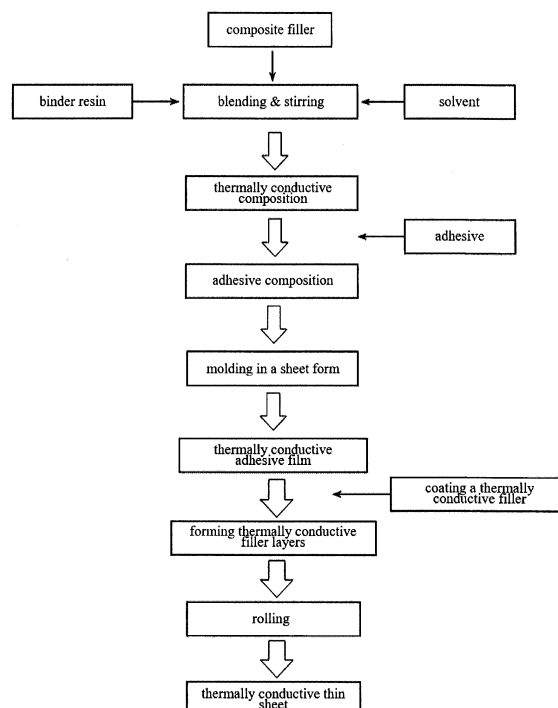 composite filler
binder resin
blending & stirring
solvent
thermally conductive
composition
adhesive
adhesive composition
molding in a sheet form
thermally conductive
adhesive film
coating a thermally
conductive filler
forming thermally conductive
filler layers
rolling
thermally conductive thin
sheet